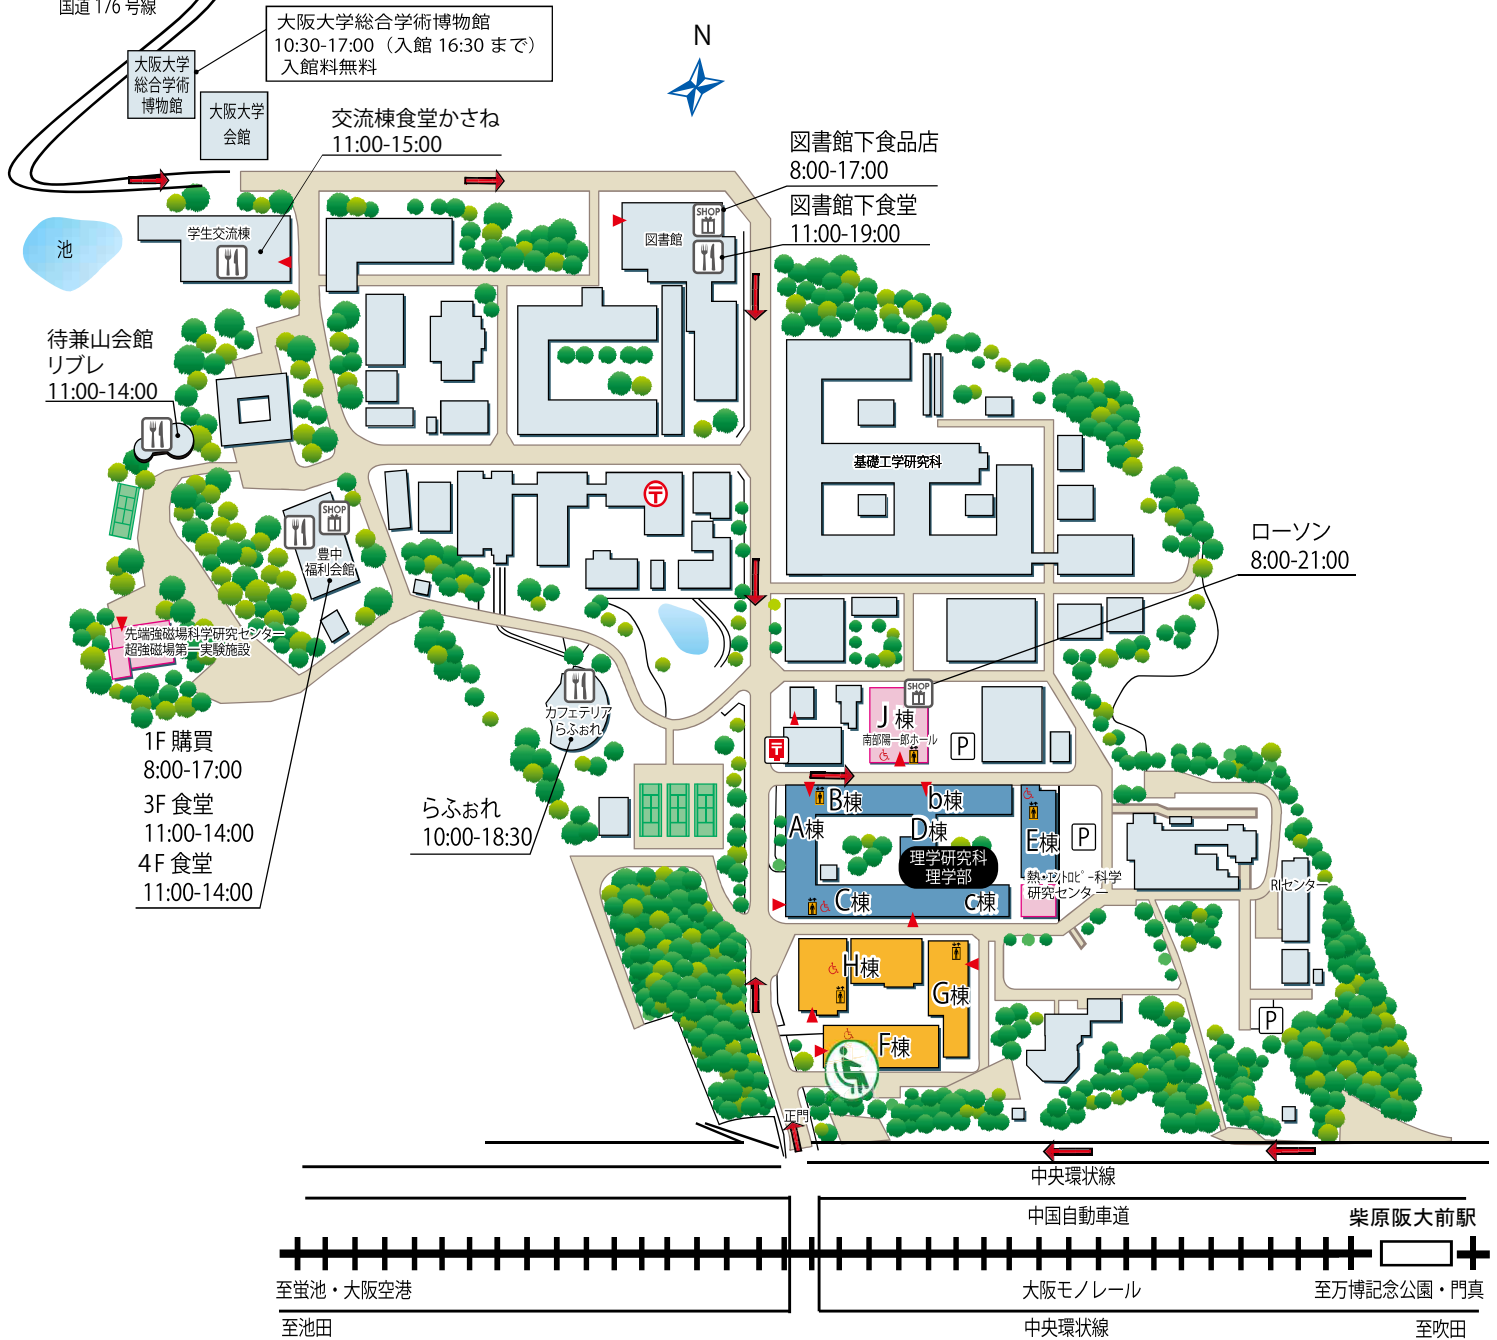 国道 176 号線
大阪大学総合学術博物館
10:30-17:00（入館 16:30 まで）
入館料無料
大阪大学
総合学術
博物館
大阪大学
会館
N
交流棟食堂かさね
11:00-15:00
図書館下食品店
8:00-17:00
図書館下食堂
11:00-19:00
学生交流棟
図書館
SHOP
池
待兼山会館
リブレ
11:00-14:00
基礎工学研究科
〒
SHOP
豊中
福利会館
ローソン
8:00-21:00
先端強磁場科学研究センター
超強磁場第一実験施設
カフェテリア
らふぉれ
SHOP
J 棟
南部陽一郎ホール
P
〒
1F 購買
8:00-17:00
3F 食堂
11:00-14:00
4F 食堂
11:00-14:00
らふぉれ
10:00-18:30
B棟
b棟
A棟
D棟
E棟
P
理学研究科
理学部
熱・エントロピー科学
研究センター
C棟
c棟
RIセンター
H棟
G棟
F棟
P
正門
中央環状線
中国自動車道
柴原阪大前駅
至蛍池・大阪空港
大阪モノレール
至万博記念公園・門真
至池田
中央環状線
至吹田